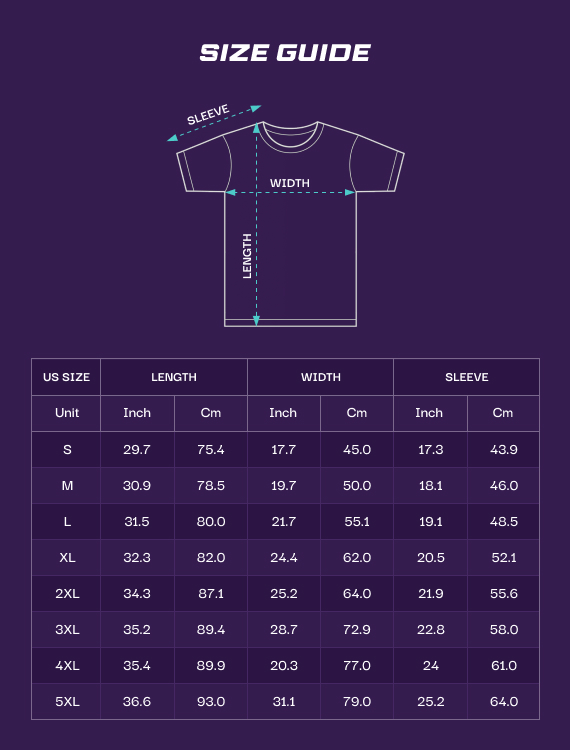 SIZE GUIDE
SLEEVE
WIDTH
LENGTH
US SIZE LENGTH WIDTH SLEEVE
Unit Inch Cm Inch Cm Inch Cm
S 29.7 75.4 17.7 45.0 17.3 43.9
M 30.9 78.5 19.7 50.0 18.1 46.0
L 31.5 80.0 21.7 55.1 19.1 48.5
XL 32.3 82.0 24.4 62.0 20.5 52.1
2XL 34.3 87.1 25.2 64.0 21.9 55.6
3XL 35.2 89.4 28.7 72.9 22.8 58.0
4XL 35.4 89.9 20.3 77.0 24 61.0
5XL 36.6 93.0 31.1 79.0 25.2 64.0